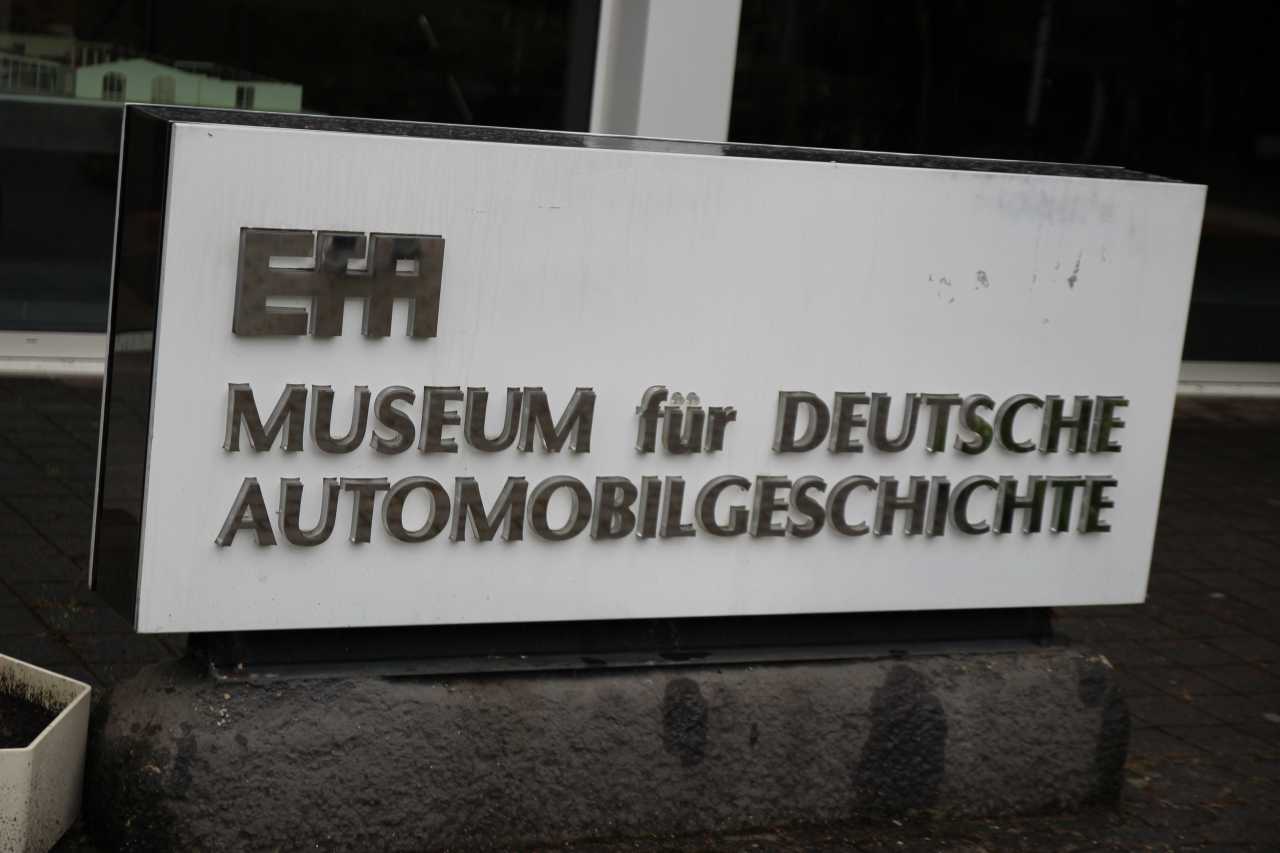 EFA
MUSEUM für DEUTSCHE
AUTOMOBILGESCHICHTE